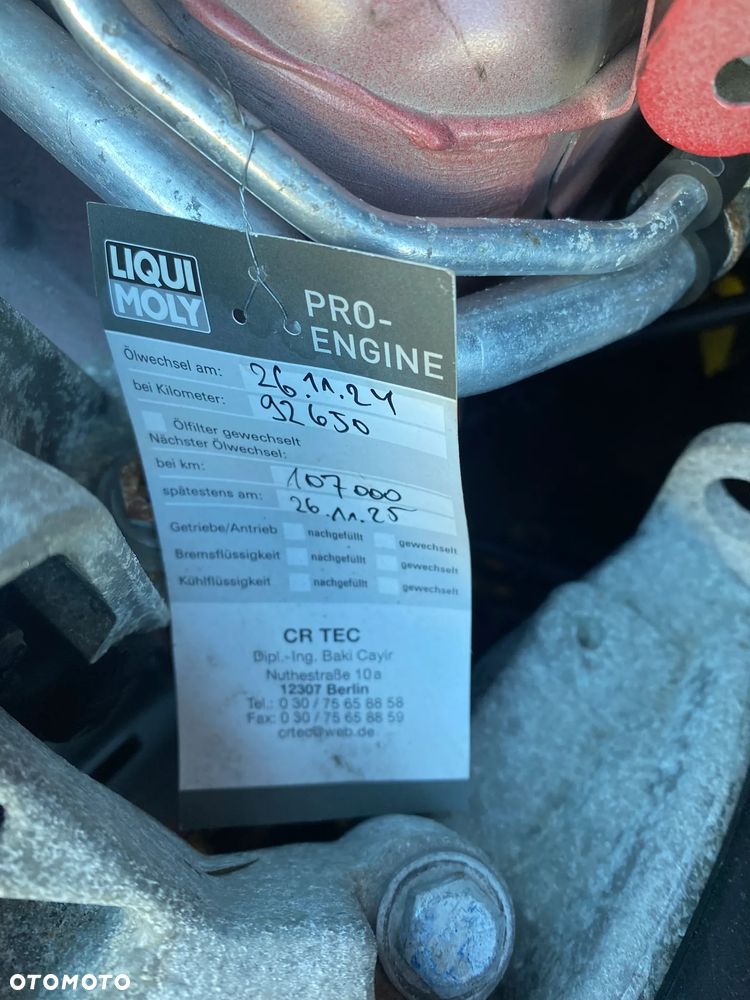 LIQUI
MOLY
PRO-
ENGINE
Ölwechsel am: 26.11.24
bei Kilometer: 92650
Ölfilter gewechselt
Nächster Ölwechsel:
bei km: 107000
spätestens am: 26.11.25
Getriebe/Antrieb nachgefüllt gewechselt
Bremsflüssigkeit nachgefüllt gewechselt
Kühlflüssigkeit nachgefüllt gewechselt
CR TEC
Dipl.-Ing. Baki Cayir
Nuthestraße 10a
12307 Berlin
Tel.: 0 30 / 75 65 88 58
Fax: 0 30 / 75 65 88 59
crtec@web.de
OTOMOTO